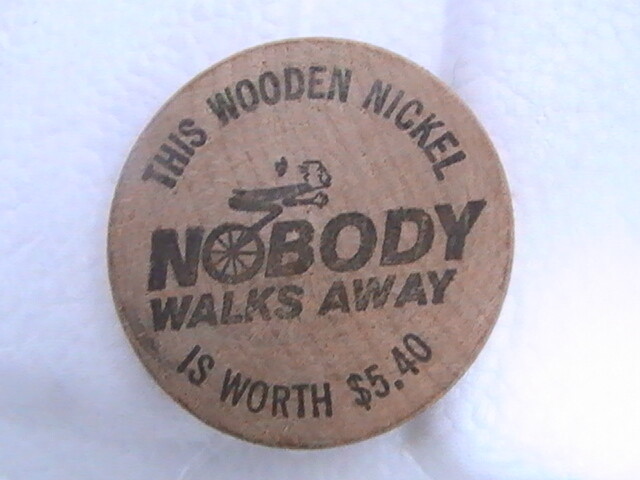 THIS WOODEN NICKEL
NOBODY
WALKS AWAY
IS WORTH $5.40